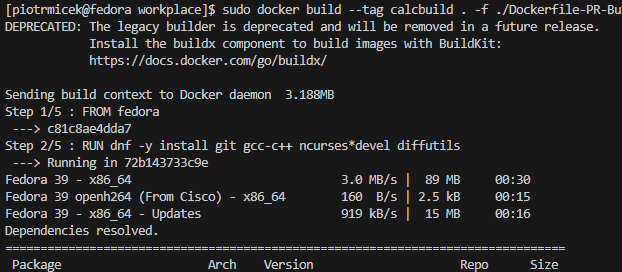 [piotrmicek@fedora workplace]$ sudo docker build --tag calcbuild . -f ./Dockerfile-PR-Bu
DEPRECATED: The legacy builder is deprecated and will be removed in a future release.
            Install the buildx component to build images with BuildKit:
            https://docs.docker.com/go/buildx/

Sending build context to Docker daemon  3.188MB
Step 1/5 : FROM fedora
 ---> c81c8ae4dda7
Step 2/5 : RUN dnf -y install git gcc-c++ ncurses*devel diffutils
 ---> Running in 72b143733c9e
Fedora 39 - x86_64                              3.0 MB/s |  89 MB     00:30
Fedora 39 openh264 (From Cisco) - x86_64        160  B/s | 2.5 kB     00:15
Fedora 39 - x86_64 - Updates                    919 kB/s |  15 MB     00:16
Dependencies resolved.
================================================================================
 Package                     Arch    Version                     Repo      Size